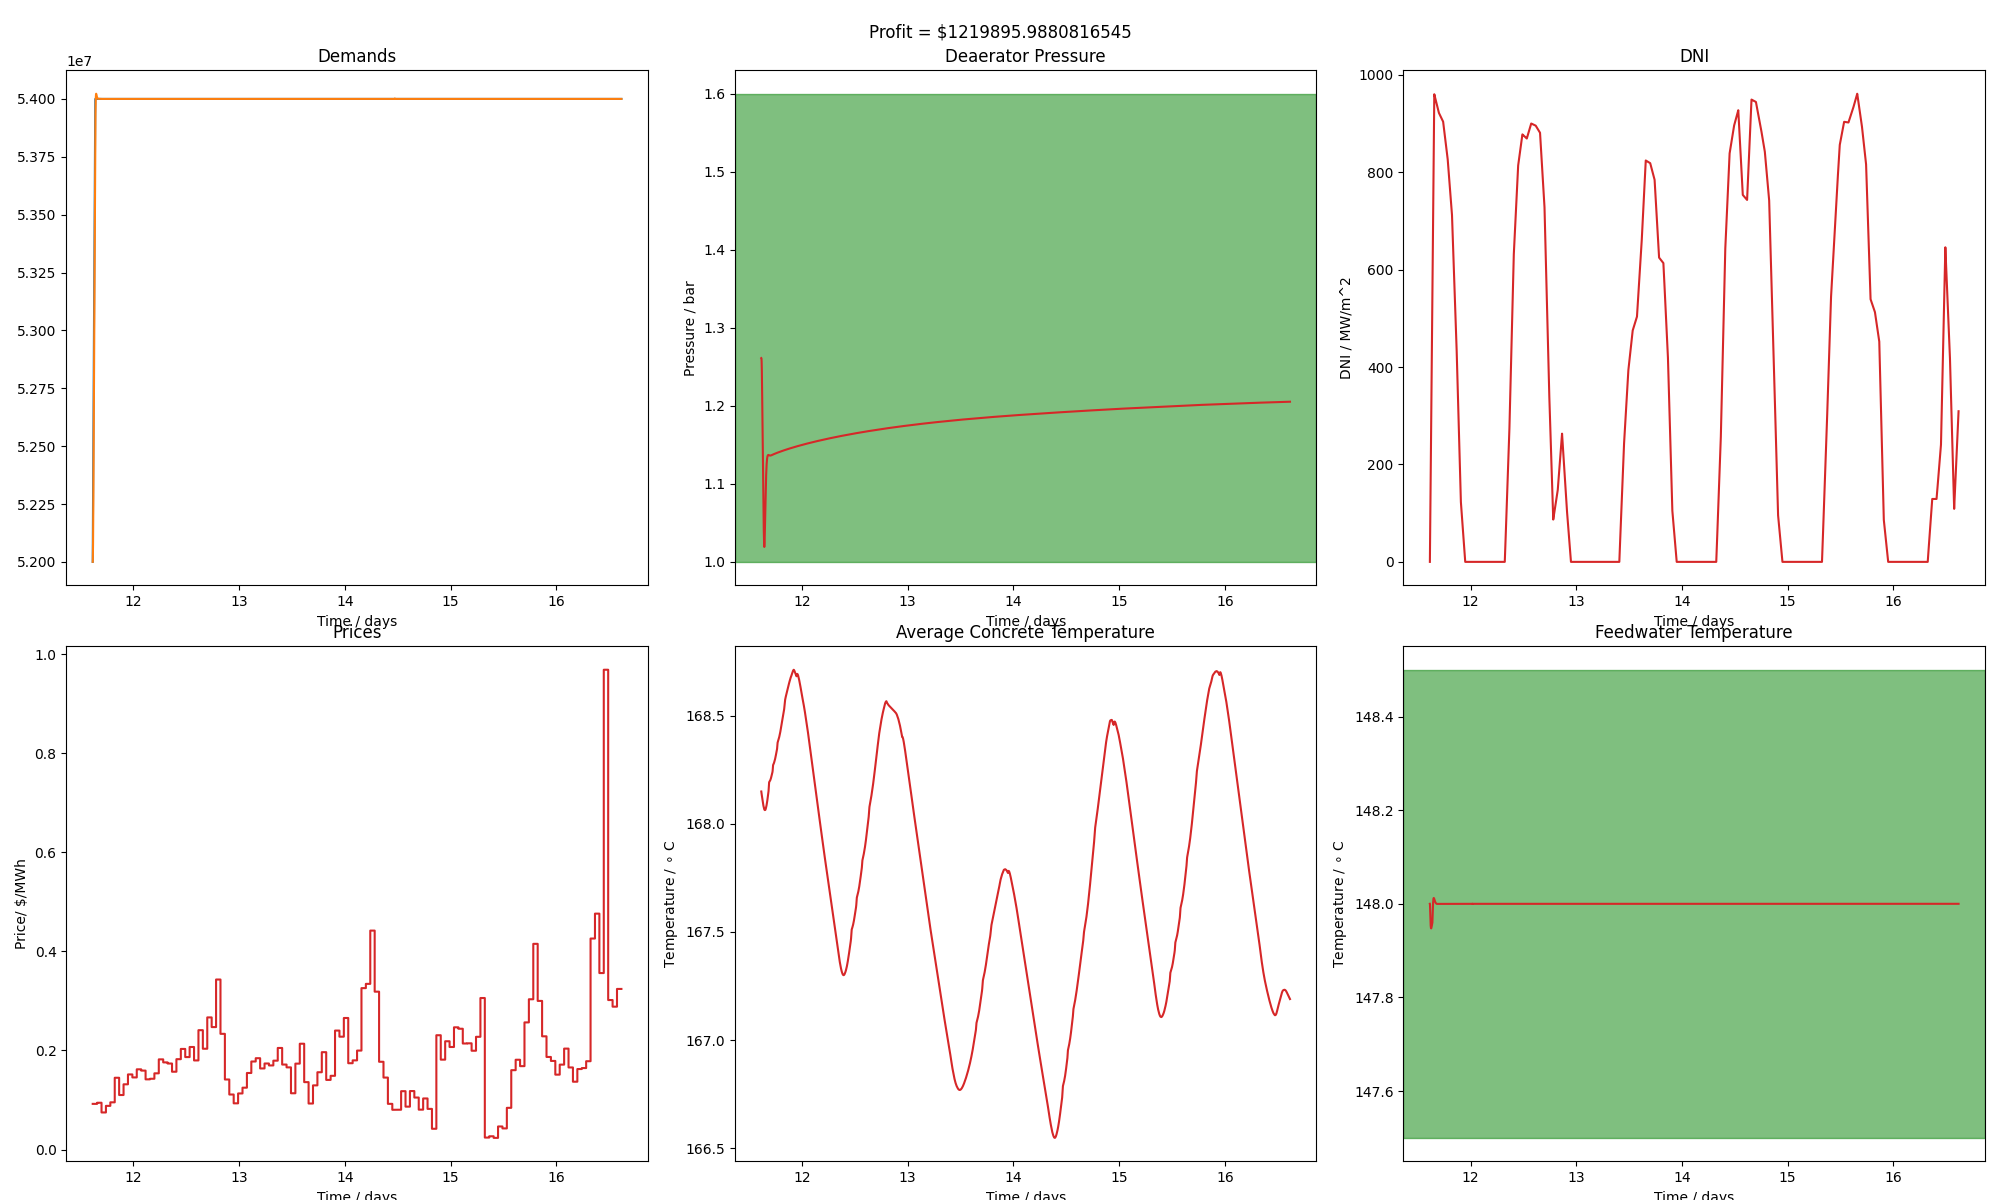 Profit = $1219895.9880816545
Demands
1e7
5.400
5.375
5.350
5.325
5.300
5.275
5.250
5.225
5.200
12 13 14 15 16
Time / days
Deaerator Pressure
Pressure / bar
1.6
1.5
1.4
1.3
1.2
1.1
1.0
12 13 14 15 16
Time / days
DNI
DNI / MW/m^2
1000
800
600
400
200
0
12 13 14 15 16
Time / days
Prices
Price/ $/MWh
1.0
0.8
0.6
0.4
0.2
0.0
12 13 14 15 16
Time / days
Average Concrete Temperature
Temperature / ∘ C
168.5
168.0
167.5
167.0
166.5
12 13 14 15 16
Time / days
Feedwater Temperature
Temperature / ∘ C
148.4
148.2
148.0
147.8
147.6
12 13 14 15 16
Time / days